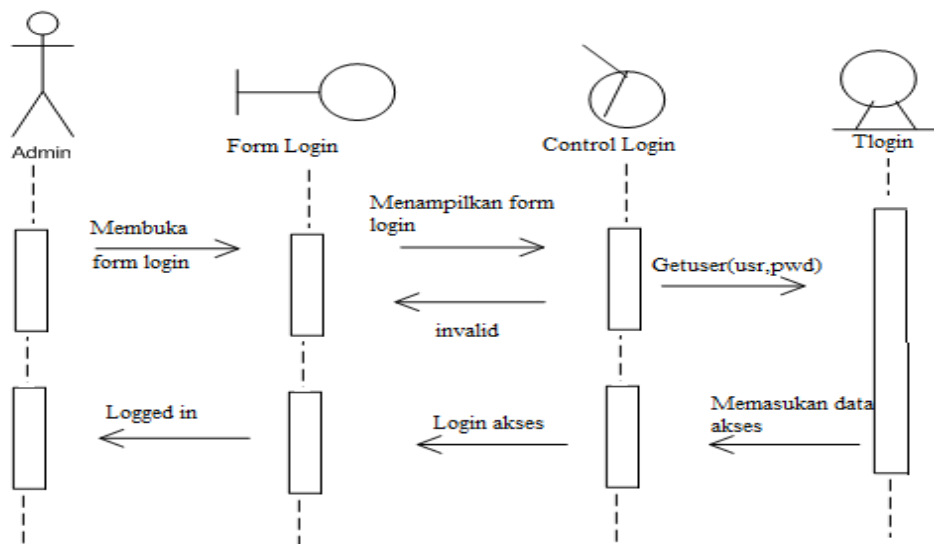 Admin
Form Login
Control Login
Tlogin
Membuka
form login
Menampilkan form
login
Getuser(usr,pwd)
invalid
Logged in
Login akses
Memasukan data
akses